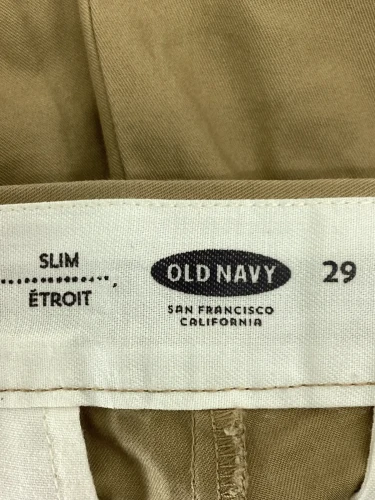 SLIM
ÉTROIT
OLD NAVY
SAN FRANCISCO
CALIFORNIA
29